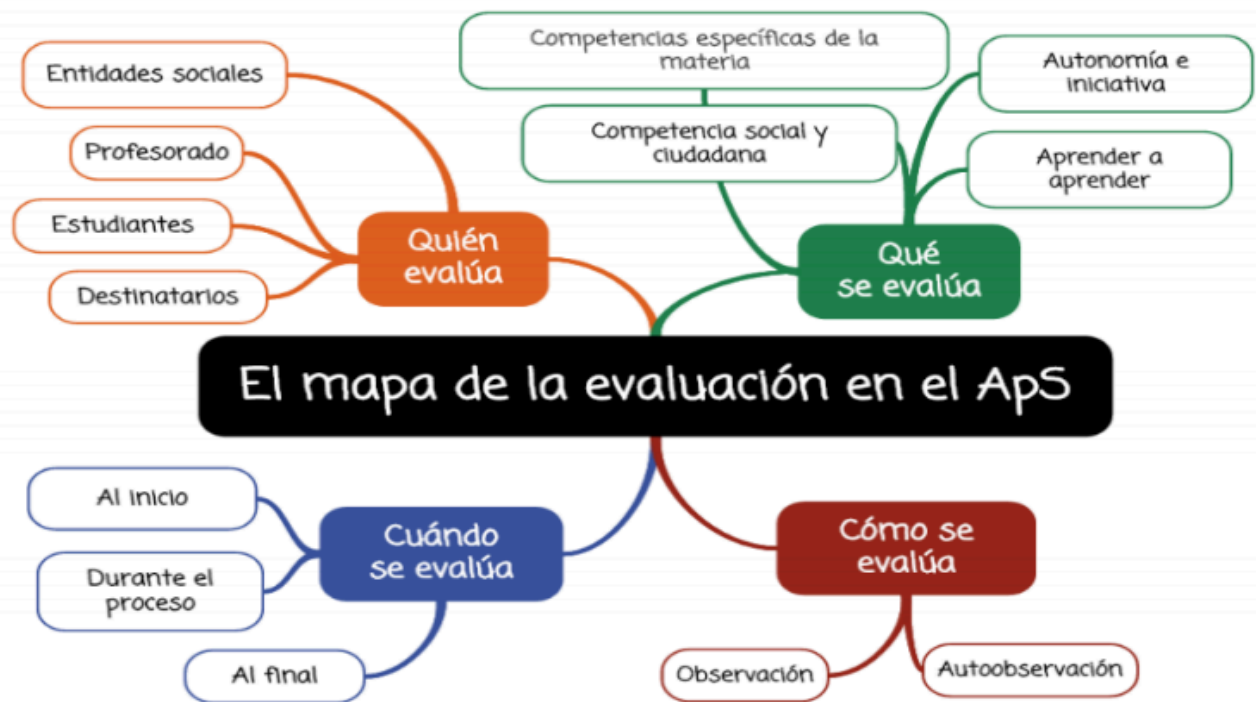 Competencias específicas de la
materia
Entidades sociales
Autonomía e
iniciativa
Competencia social y
ciudadana
Profesorado
Aprender a
aprender
Estudiantes
Quién
evalúa
Qué
se evalúa
Destinatarios
El mapa de la evaluación en el ApS
Al inicio
Cuándo
se evalúa
Cómo se
evalúa
Durante el
proceso
Al final
Observación
Autoobservación